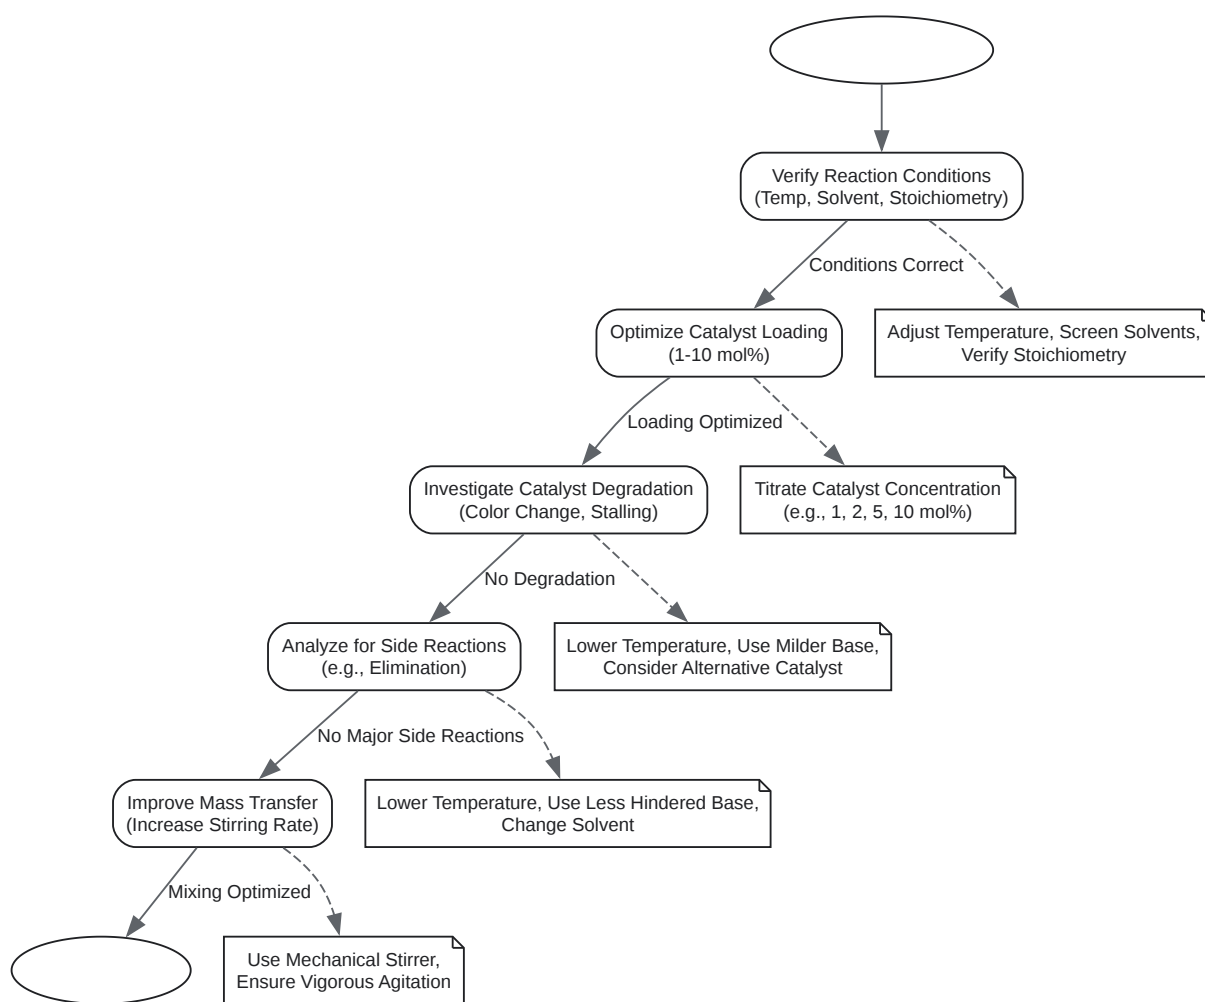 Verify Reaction Conditions
(Temp, Solvent, Stoichiometry)
Conditions Correct
Optimize Catalyst Loading
(1-10 mol%)
Adjust Temperature, Screen Solvents,
Verify Stoichiometry
Loading Optimized
Investigate Catalyst Degradation
(Color Change, Stalling)
Titrate Catalyst Concentration
(e.g., 1, 2, 5, 10 mol%)
No Degradation
Analyze for Side Reactions
(e.g., Elimination)
Lower Temperature, Use Milder Base,
Consider Alternative Catalyst
No Major Side Reactions
Improve Mass Transfer
(Increase Stirring Rate)
Lower Temperature, Use Less Hindered Base,
Change Solvent
Mixing Optimized
Use Mechanical Stirrer,
Ensure Vigorous Agitation